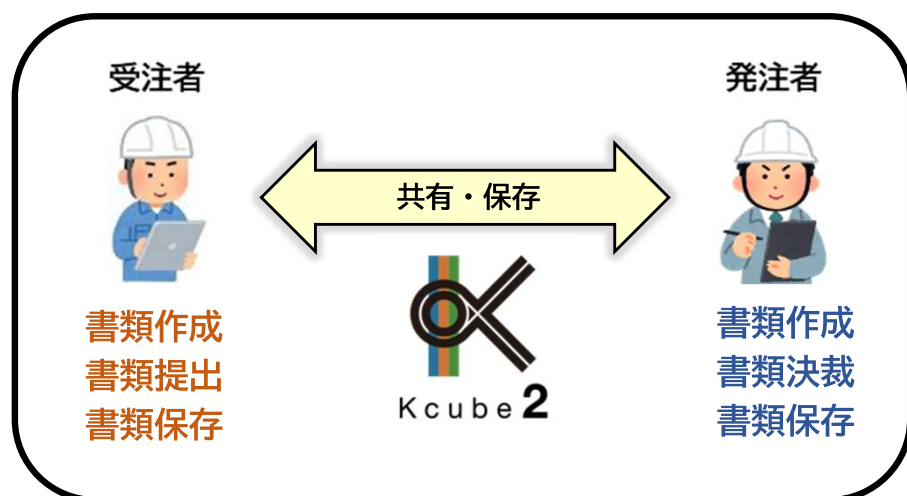 受注者
発注者
共有・保存
書類作成
書類提出
書類保存
Kcube2
書類作成
書類決裁
書類保存